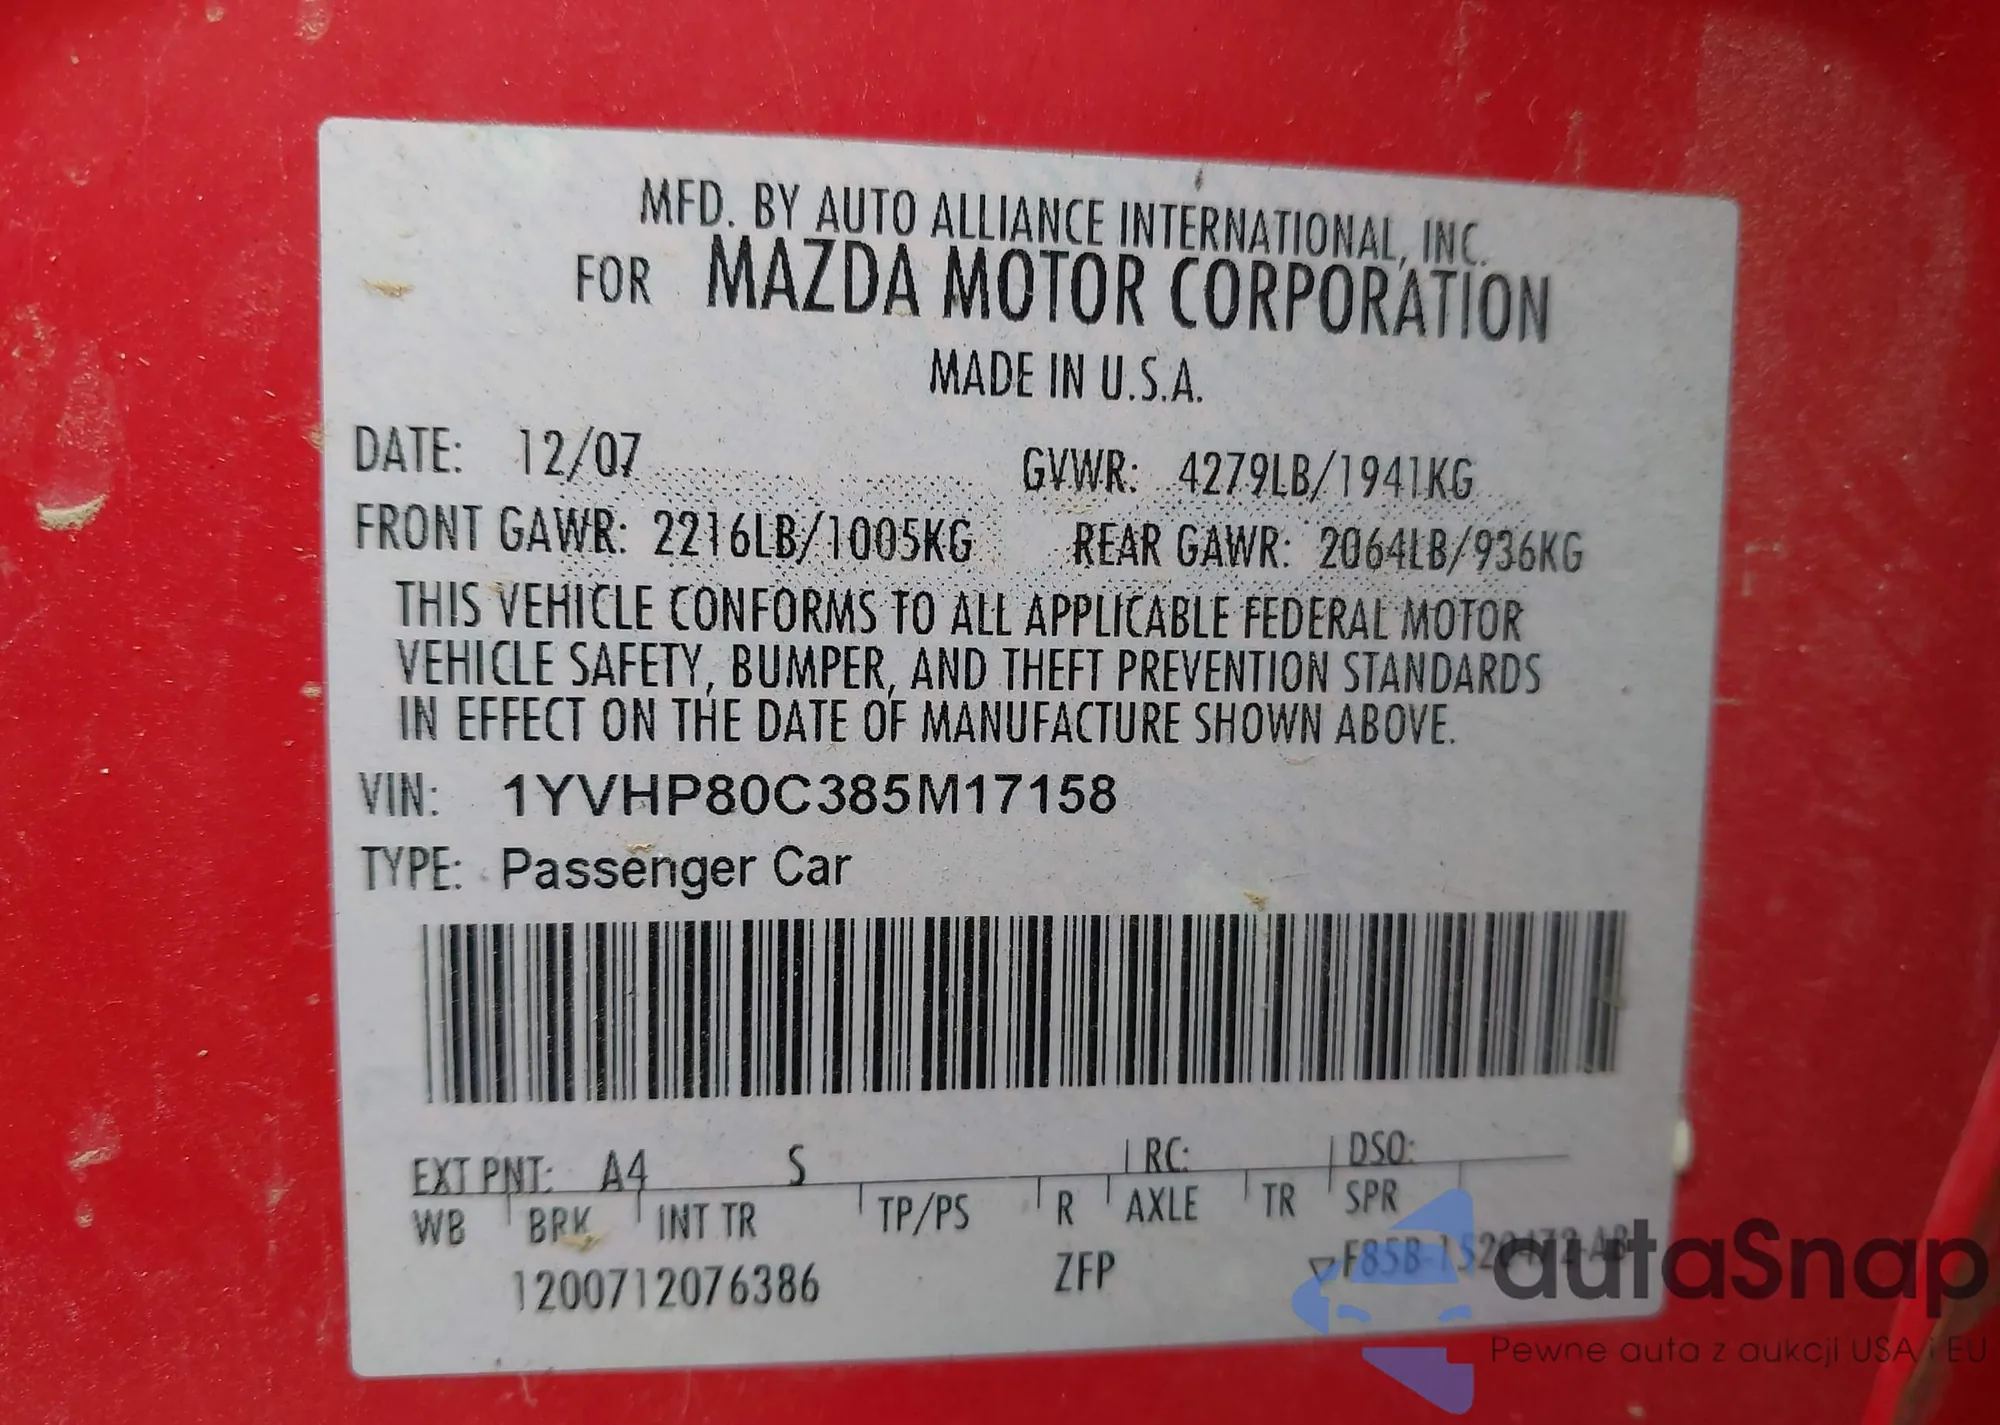 MFD. BY AUTO ALLIANCE INTERNATIONAL, INC.
FOR MAZDA MOTOR CORPORATION
MADE IN U.S.A.
DATE: 12/07 GVWR: 4279LB/1941KG
FRONT GAWR: 2216LB/1005KG REAR GAWR: 2064LB/936KG
THIS VEHICLE CONFORMS TO ALL APPLICABLE FEDERAL MOTOR
VEHICLE SAFETY, BUMPER, AND THEFT PREVENTION STANDARDS
IN EFFECT ON THE DATE OF MANUFACTURE SHOWN ABOVE.
VIN: 1YVHP80C385M17158
TYPE: Passenger Car
EXT PNT: A4 S RC: DSO:
WB BRK INT TR TP/PS R AXLE TR SPR
1200712076386 ZFP
autaSnap
Pewne auta z aukcji USA i EU